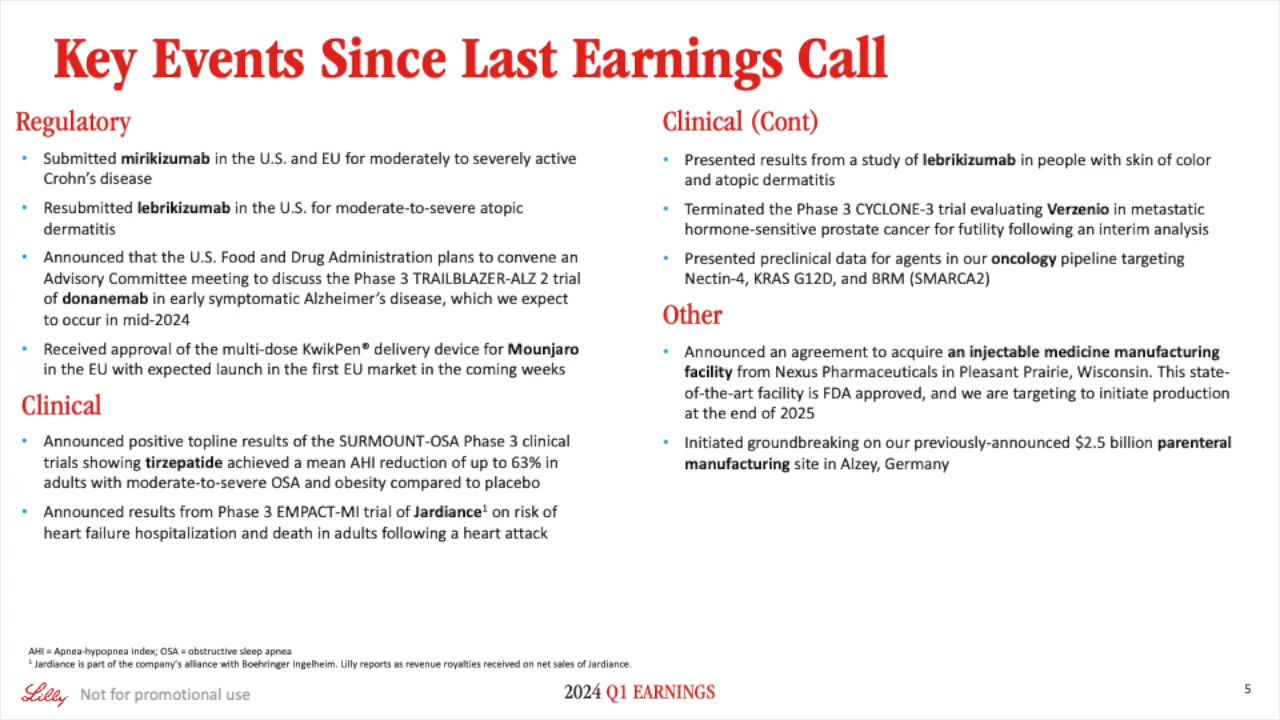 Key Events Since Last Earnings Call
Regulatory
• Submitted mirikizumab in the U.S. and EU for moderately to severely active
Crohn’s disease
• Resubmitted lebrikizumab in the U.S. for moderate-to-severe atopic
dermatitis
• Announced that the U.S. Food and Drug Administration plans to convene an
Advisory Committee meeting to discuss the Phase 3 TRAILBLAZER-ALZ 2 trial
of donanemab in early symptomatic Alzheimer’s disease, which we expect
to occur in mid-2024
• Received approval of the multi-dose KwikPen® delivery device for Mounjaro
in the EU with expected launch in the first EU market in the coming weeks
Clinical
• Announced positive topline results of the SURMOUNT-OSA Phase 3 clinical
trials showing tirzepatide achieved a mean AHI reduction of up to 63% in
adults with moderate-to-severe OSA and obesity compared to placebo
• Announced results from Phase 3 EMPACT-MI trial of Jardiance¹ on risk of
heart failure hospitalization and death in adults following a heart attack
Clinical (Cont)
• Presented results from a study of lebrikizumab in people with skin of color
and atopic dermatitis
• Terminated the Phase 3 CYCLONE-3 trial evaluating Verzenio in metastatic
hormone-sensitive prostate cancer for futility following an interim analysis
• Presented preclinical data for agents in our oncology pipeline targeting
Nectin-4, KRAS G12D, and BRM (SMARCA2)
Other
• Announced an agreement to acquire an injectable medicine manufacturing
facility from Nexus Pharmaceuticals in Pleasant Prairie, Wisconsin. This state-
of-the-art facility is FDA approved, and we are targeting to initiate production
at the end of 2025
• Initiated groundbreaking on our previously-announced $2.5 billion parenteral
manufacturing site in Alzey, Germany
AHI = Apnea-hypopnea index; OSA = obstructive sleep apnea
¹ Jardiance is part of the company’s alliance with Boehringer Ingelheim. Lilly reports as revenue royalties received on net sales of Jardiance.
Lilly Not for promotional use
2024 Q1 EARNINGS
5